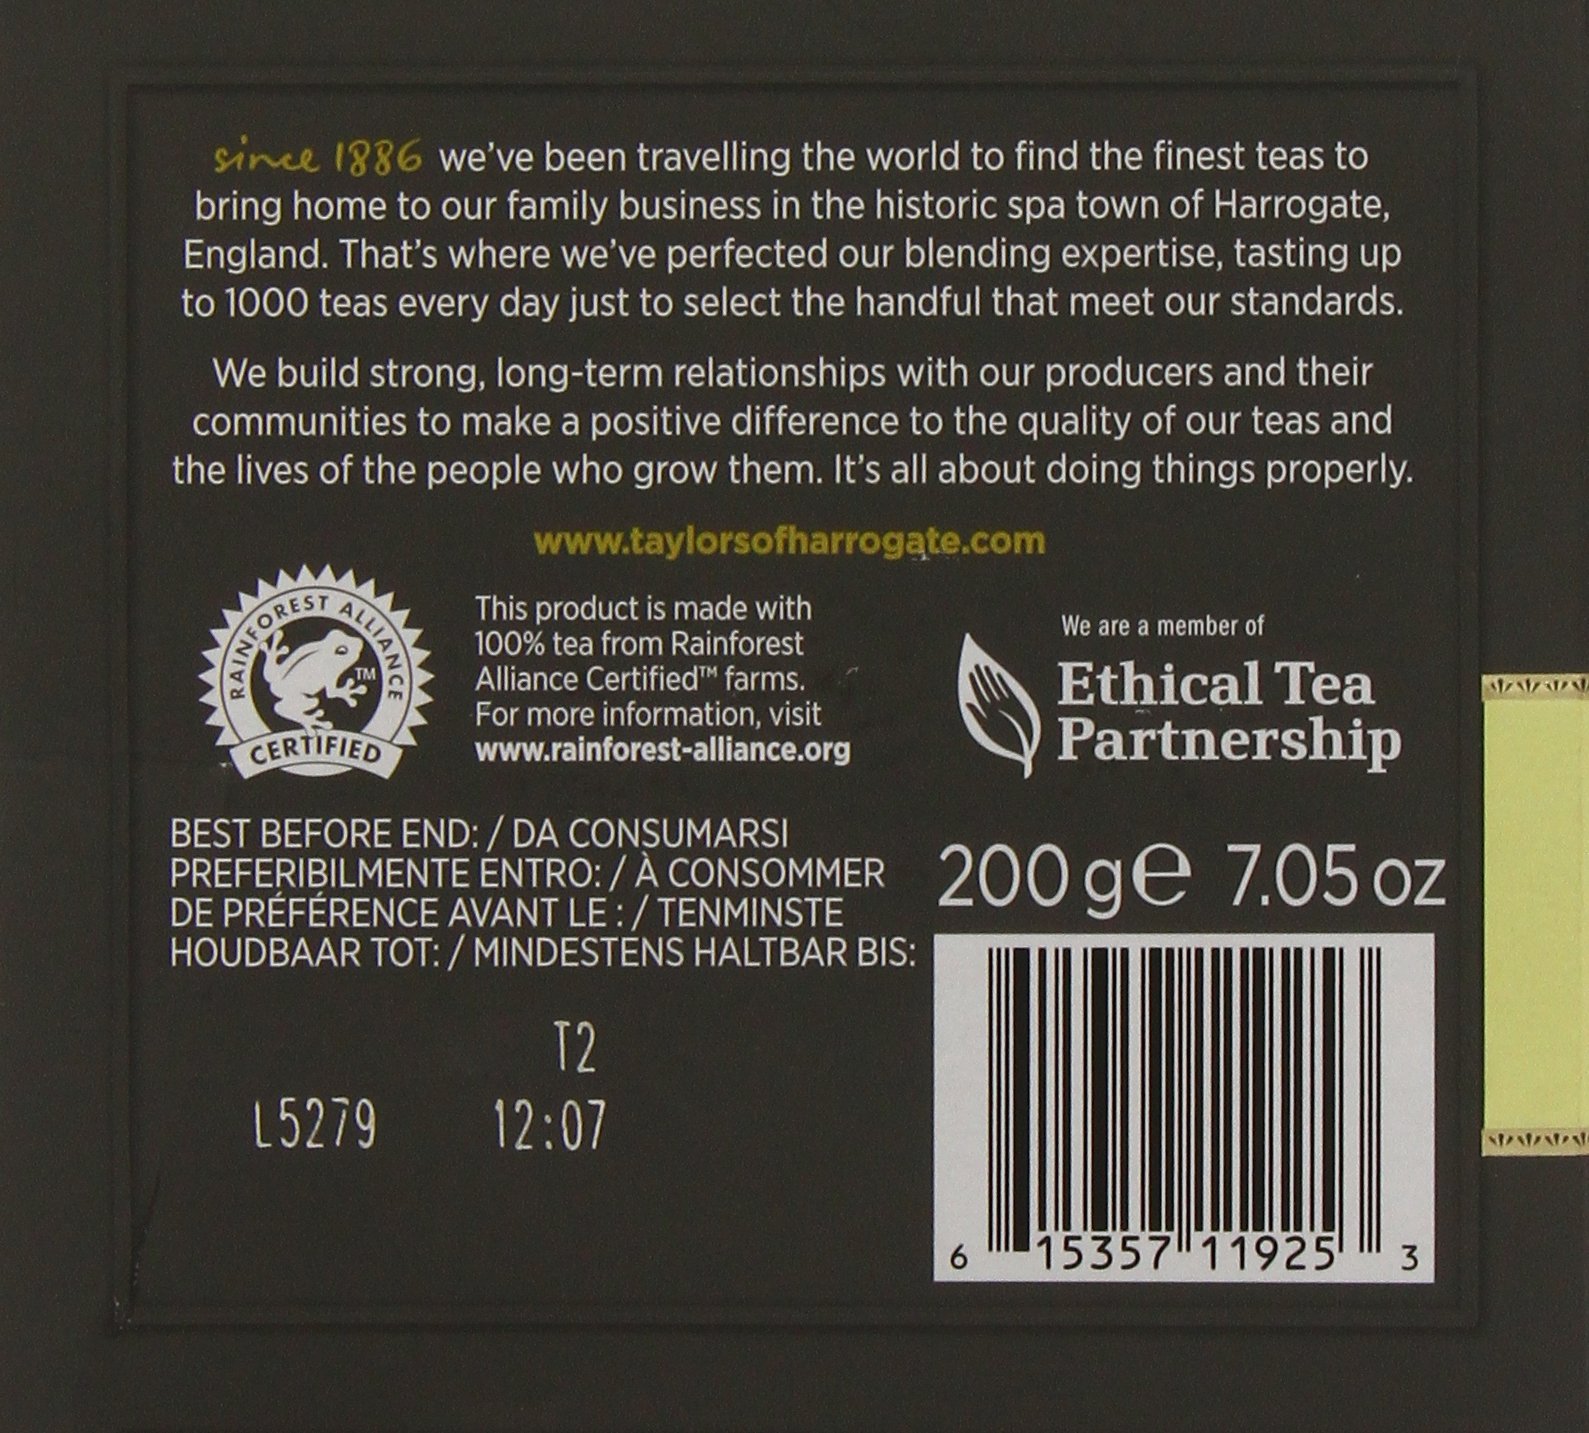 since 1886 we've been travelling the world to find the finest teas to
bring home to our family business in the historic spa town of Harrogate,
England. That's where we've perfected our blending expertise, tasting up
to 1000 teas every day just to select the handful that meet our standards.
We build strong, long-term relationships with our producers and their
communities to make a positive difference to the quality of our teas and
the lives of the people who grow them. It's all about doing things properly.
www.taylorsofharrogate.com
RAINFOREST ALLIANCE
TM
CERTIFIED
This product is made with
100% tea from Rainforest
Alliance Certified™ farms.
For more information, visit
www.rainforest-alliance.org
We are a member of
Ethical Tea
Partnership
BEST BEFORE END: / DA CONSUMARSI
PREFERIBILMENTE ENTRO: / À CONSOMMER
DE PRÉFÉRENCE AVANT LE : / TENMINSTE
HOUDBAAR TOT: / MINDESTENS HALTBAR BIS:
200 g e 7.05 oz
T2
L5279 12:07
6 15357 11925 3